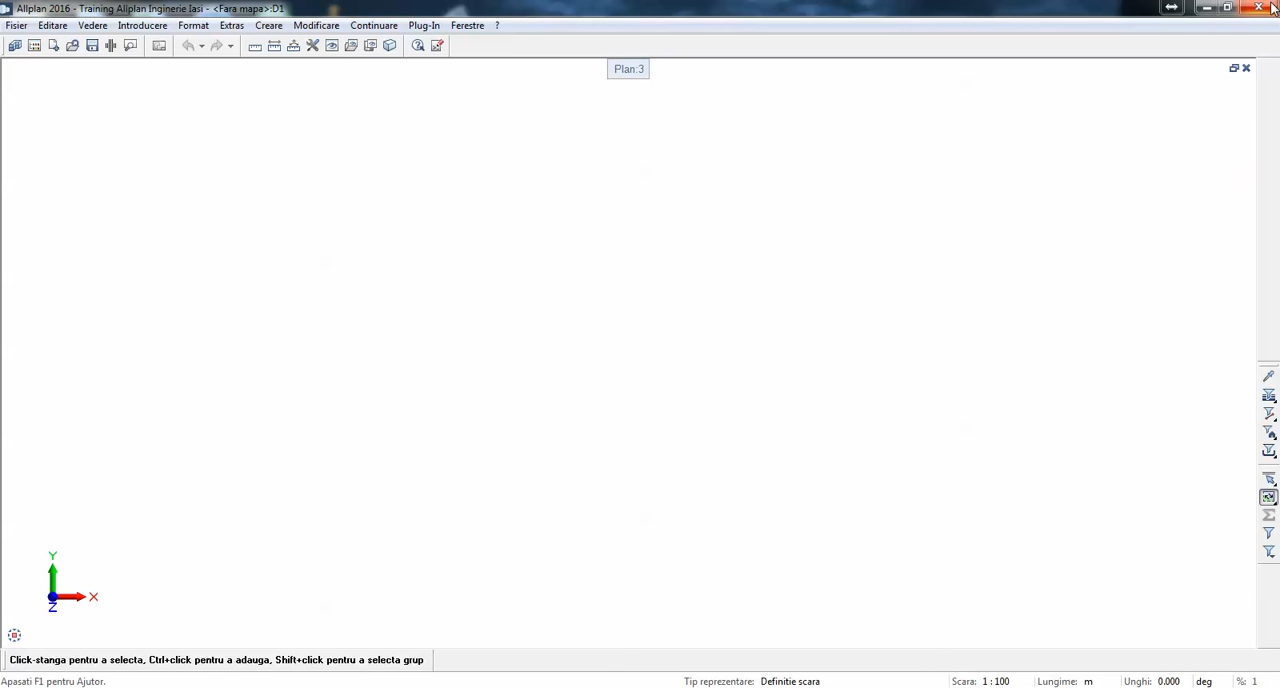 Allplan 2016 - Training Allplan Inginerie Iasi - <Fara mapa>:D1
Fisier Editare Vedere Introducere Format Extras Creare Modificare Continuare Plug-In Ferestre ?
Plan:3
Y
X
Z
Click-stanga pentru a selecta, Ctrl+click pentru a adauga, Shift+click pentru a selecta grup
Apasati F1 pentru Ajutor. Tip reprezentare: Definitie scara Scara: 1 : 100 Lungime: m Unghi: 0.000 deg %: 1